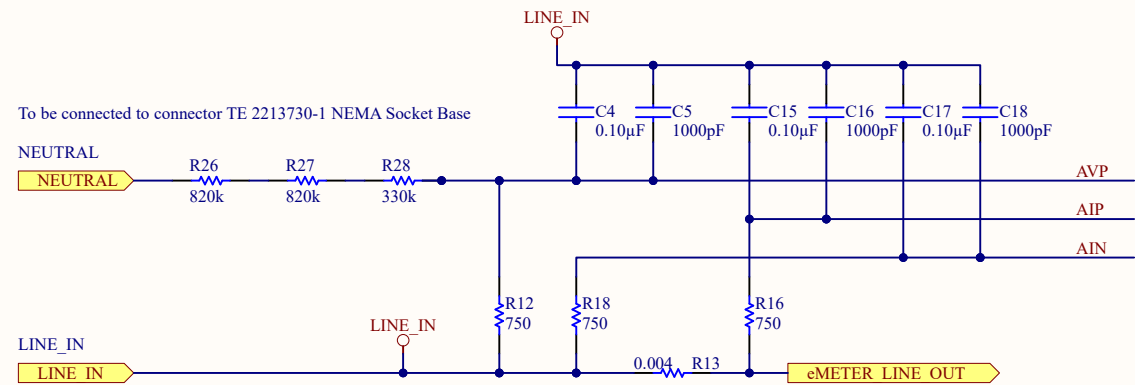 LINE_IN
C4
0.10µF
C5
1000pF
C15
0.10µF
C16
1000pF
C17
0.10µF
C18
1000pF
To be connected to connector TE 2213730-1 NEMA Socket Base
NEUTRAL
NEUTRAL
R26
820k
R27
820k
R28
330k
AVP
AIP
AIN
R12
750
R18
750
R16
750
LINE_IN
LINE_IN
LINE_IN
0.004
R13
eMETER_LINE_OUT